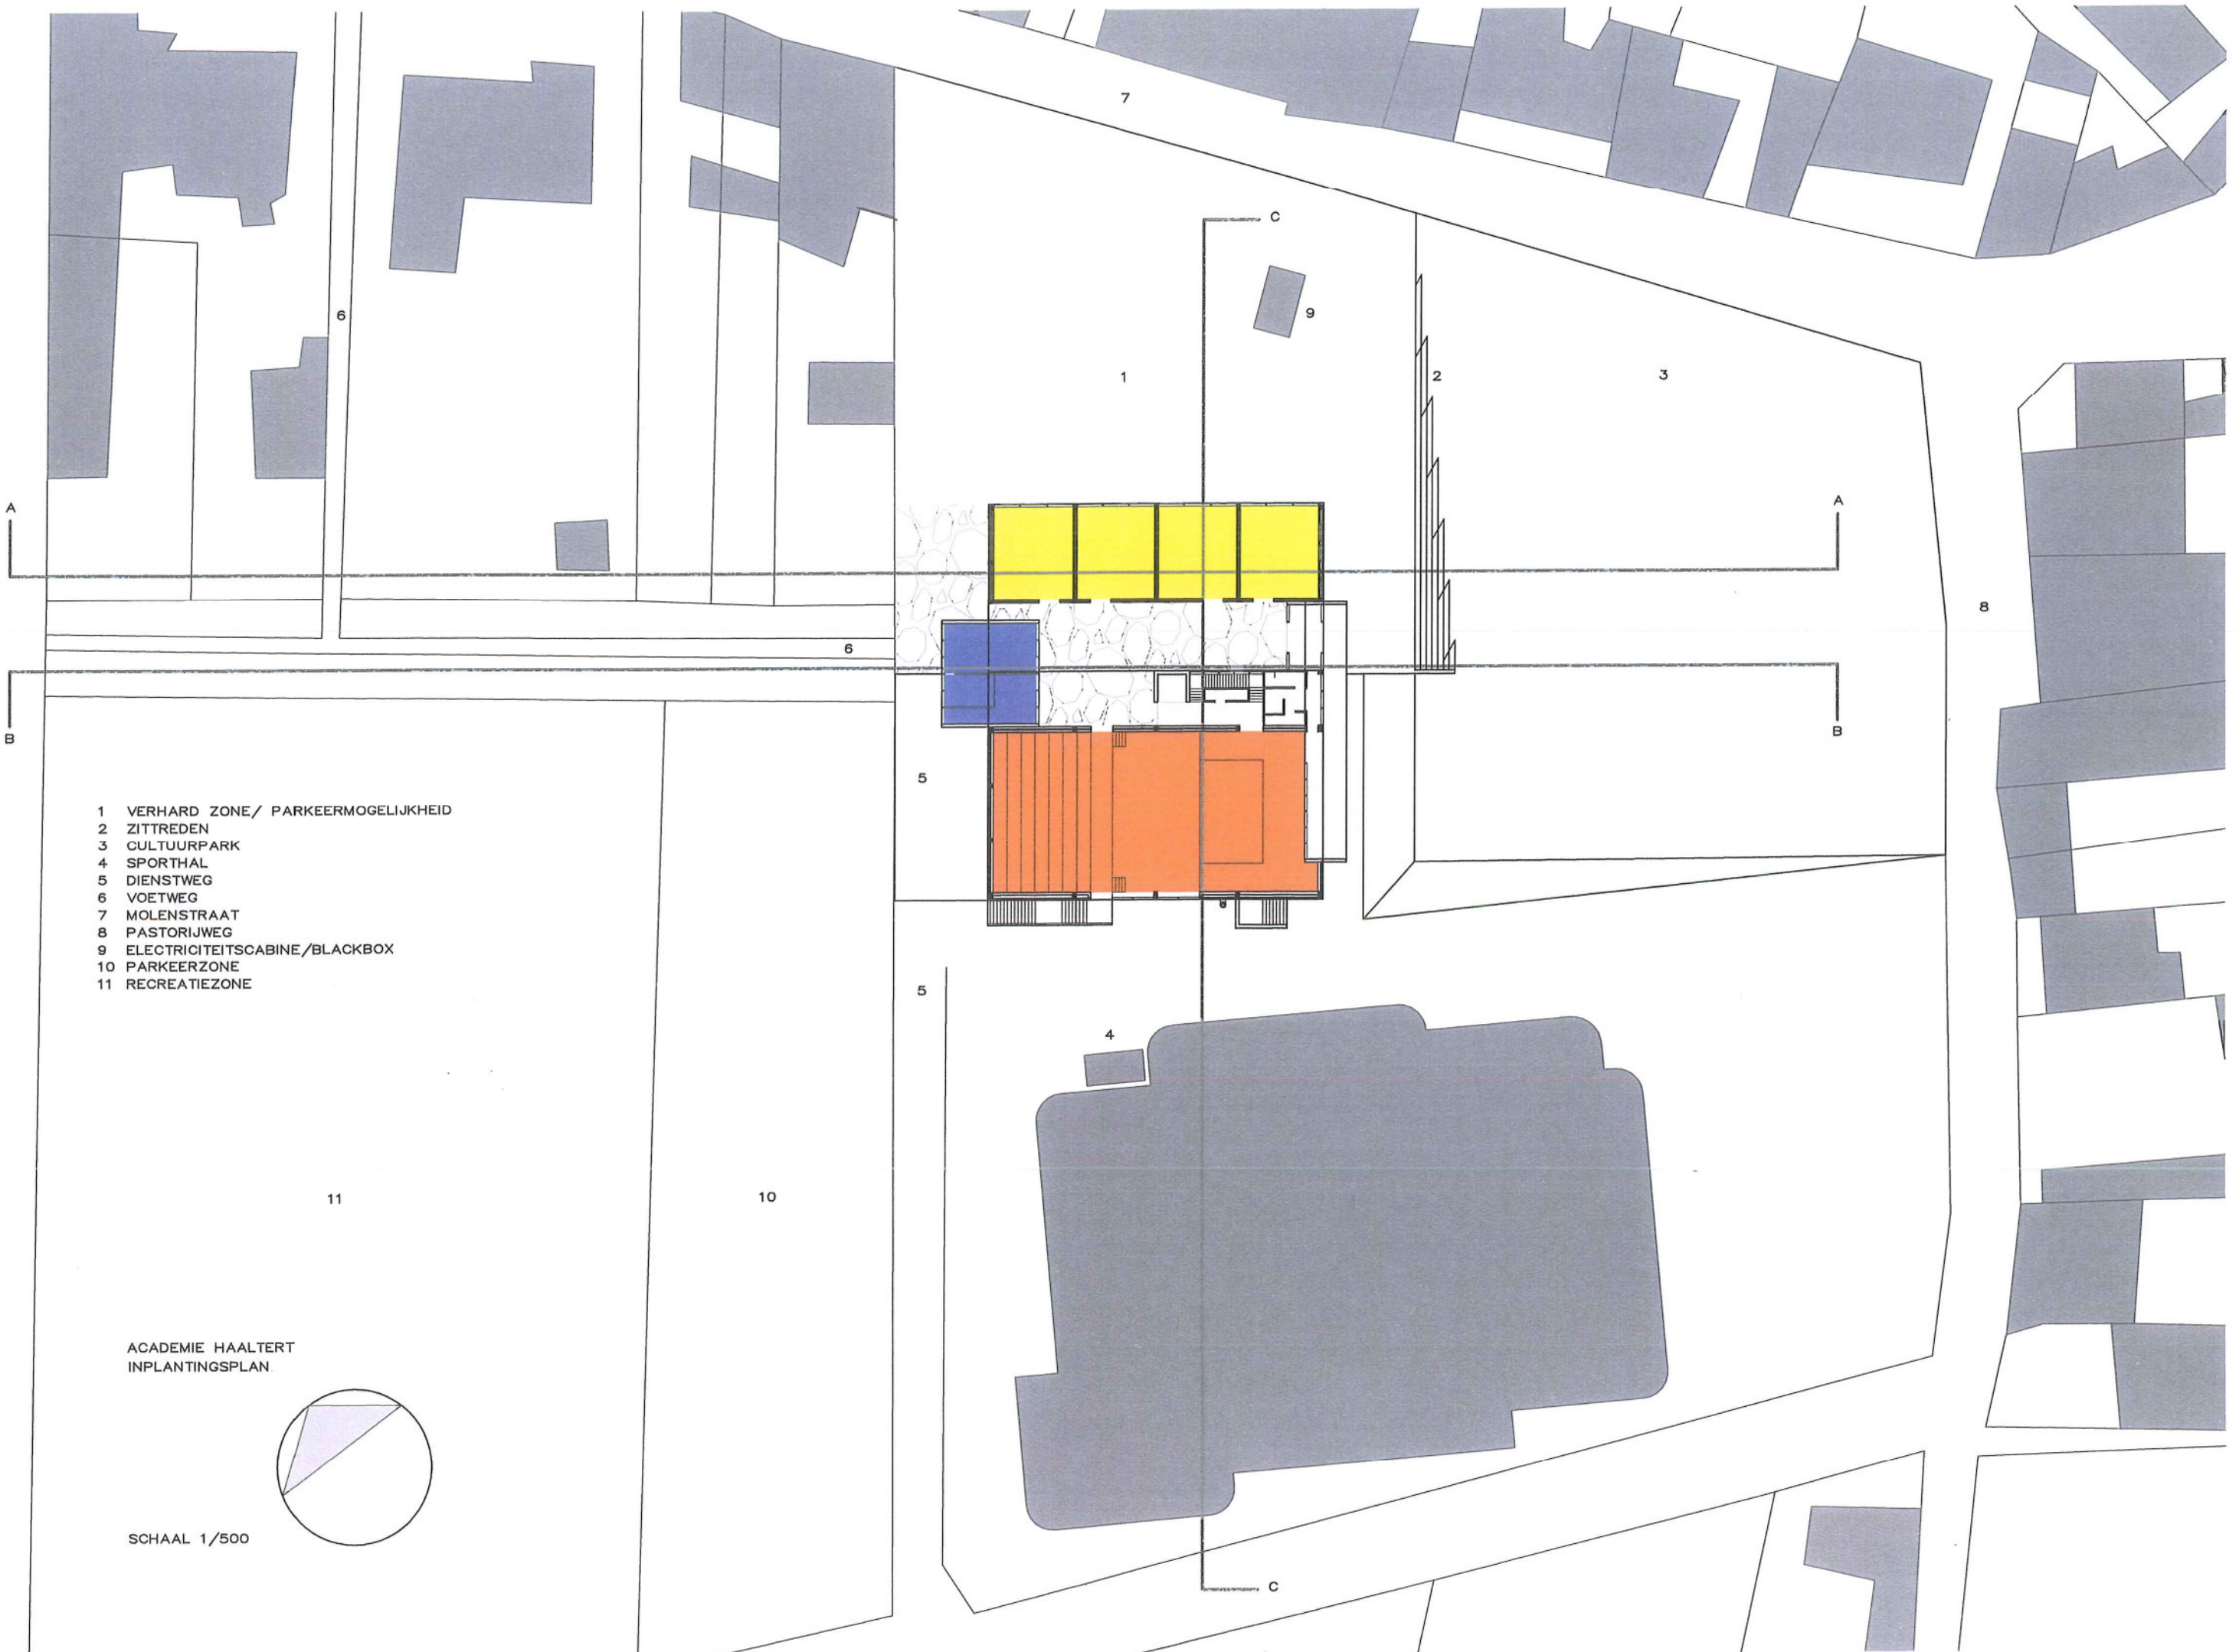 7
C
9
6
1
2
3
A
A
8
6
B
B
5
1 VERHARD ZONE/ PARKEERMOGELIJKHEID
2 ZITTREDEN
3 CULTUURPARK
4 SPORTHAL
5 DIENSTWEG
6 VOETWEG
7 MOLENSTRAAT
8 PASTORIJWEG
9 ELECTRICITEITSCABINE/BLACKBOX
10 PARKEERZONE
11 RECREATIEZONE
5
4
11
10
ACADEMIE HAALTERT
INPLANTINGSPLAN
SCHAAL 1/500
C